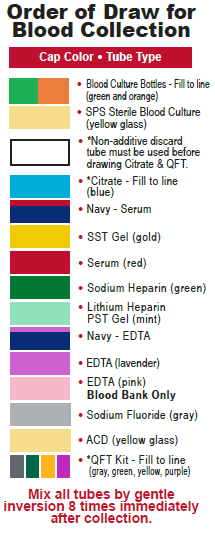 Order of Draw for
Blood Collection
Cap Color • Tube Type
• Blood Culture Bottles - Fill to line
(green and orange)
• SPS Sterile Blood Culture
(yellow glass)
• *Non-additive discard
tube must be used before
drawing Citrate & QFT.
• *Citrate - Fill to line
(blue)
• Navy - Serum
• SST Gel (gold)
• Serum (red)
• Sodium Heparin (green)
• Lithium Heparin
PST Gel (mint)
• Navy - EDTA
• EDTA (lavender)
• EDTA (pink)
Blood Bank Only
• Sodium Fluoride (gray)
• ACD (yellow glass)
• *QFT Kit - Fill to line
(gray, green, yellow, purple)
Mix all tubes by gentle
inversion 8 times immediately
after collection.